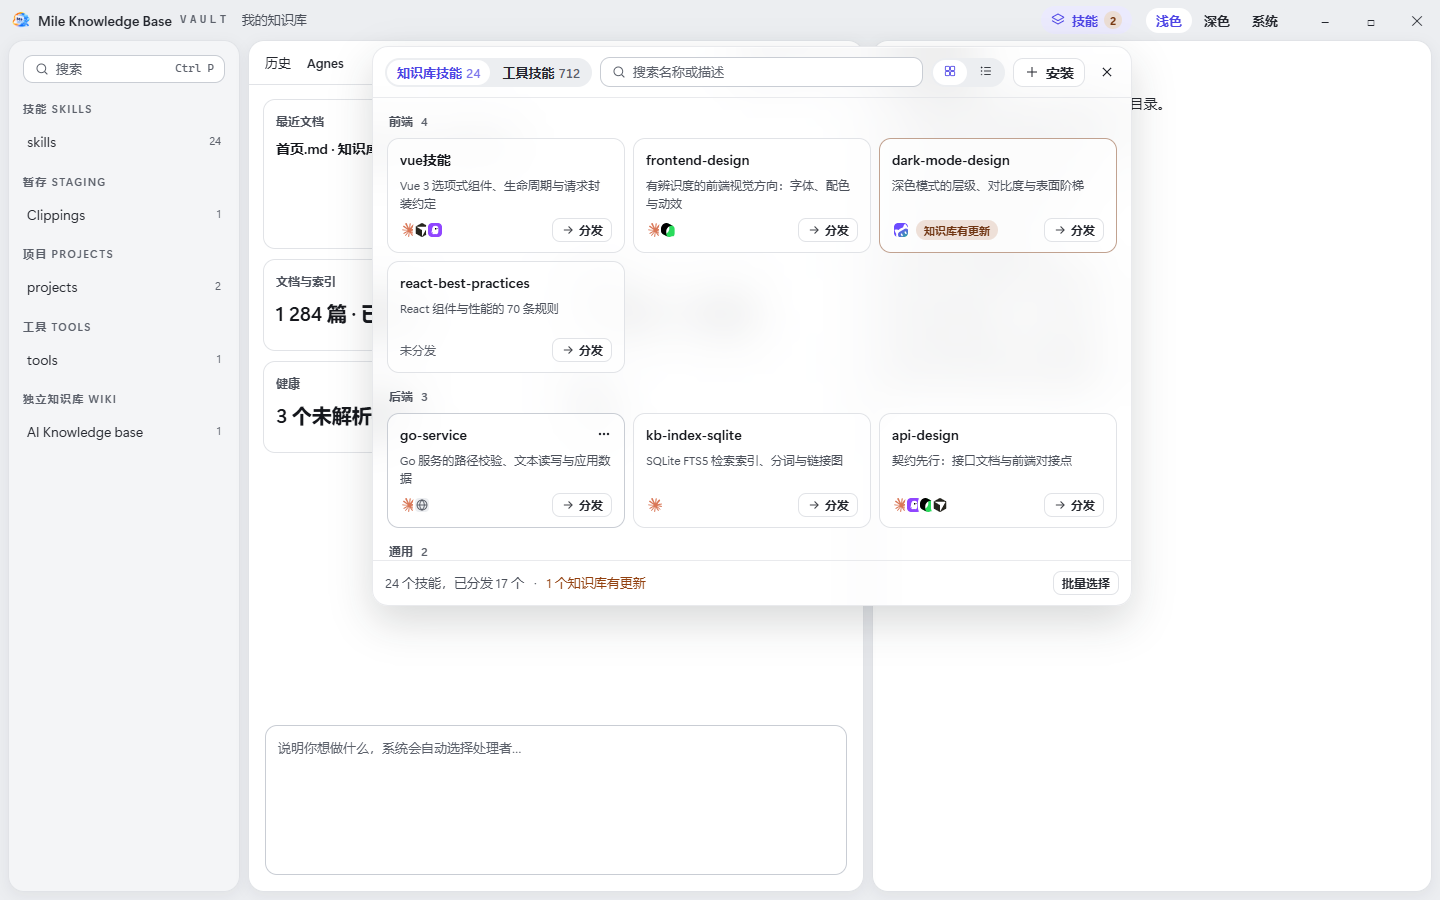 Mile Knowledge Base VAULT 我的知识库
技能 2 浅色 深色 系统
搜索 Ctrl P
技能 SKILLS
skills 24
暂存 STAGING
Clippings 1
项目 PROJECTS
projects 2
工具 TOOLS
tools 1
独立知识库 WIKI
AI Knowledge base 1
历史 Agnes
最近文档
首页.md · 知识库
文档与索引
1 284 篇 · 已
健康
3 个未解析
说明你想做什么，系统会自动选择处理者...
目录。
知识库技能 24 工具技能 712 搜索名称或描述 安装
前端 4
vue技能
Vue 3 选项式组件、生命周期与请求封
装约定
分发
frontend-design
有辨识度的前端视觉方向：字体、配色
与动效
分发
dark-mode-design
深色模式的层级、对比度与表面阶梯
知识库有更新 分发
react-best-practices
React 组件与性能的 70 条规则
未分发 分发
后端 3
go-service
Go 服务的路径校验、文本读写与应用数
据
分发
kb-index-sqlite
SQLite FTS5 检索索引、分词与链接图
分发
api-design
契约先行：接口文档与前端对接点
分发
通用 2
24 个技能，已分发 17 个 · 1 个知识库有更新 批量选择